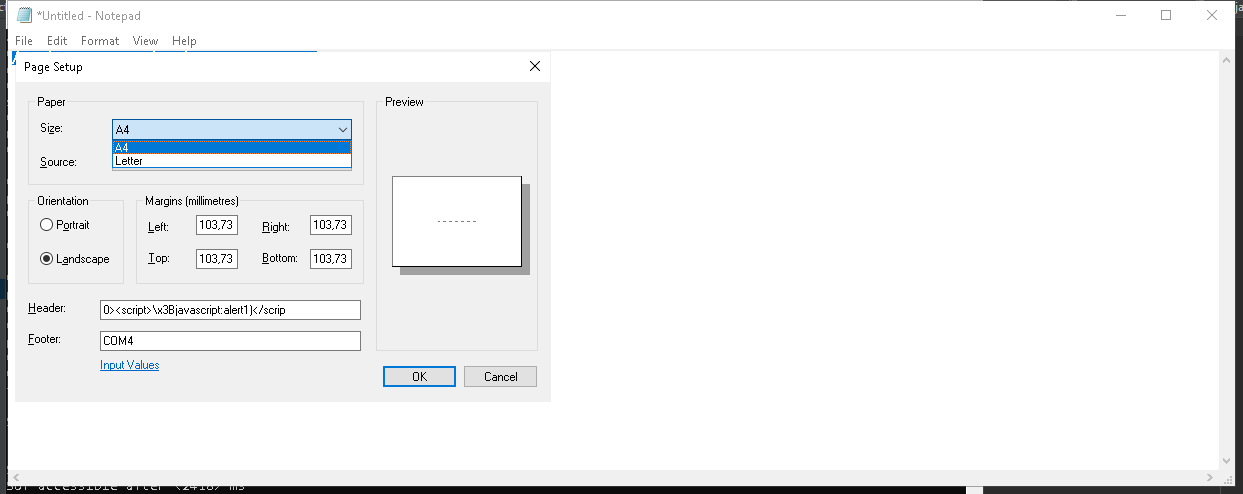 *Untitled - Notepad
File Edit Format View Help
Page Setup
Paper
Size: A4
A4
Letter
Source:
Orientation
Portrait
Landscape
Margins (millimetres)
Left: 103,73 Right: 103,73
Top: 103,73 Bottom: 103,73
Header: 0><script>\x3Bjavascript:alert1)</scrip
Footer: COM4
Input Values
Preview
OK Cancel
accessible after <2416> ms